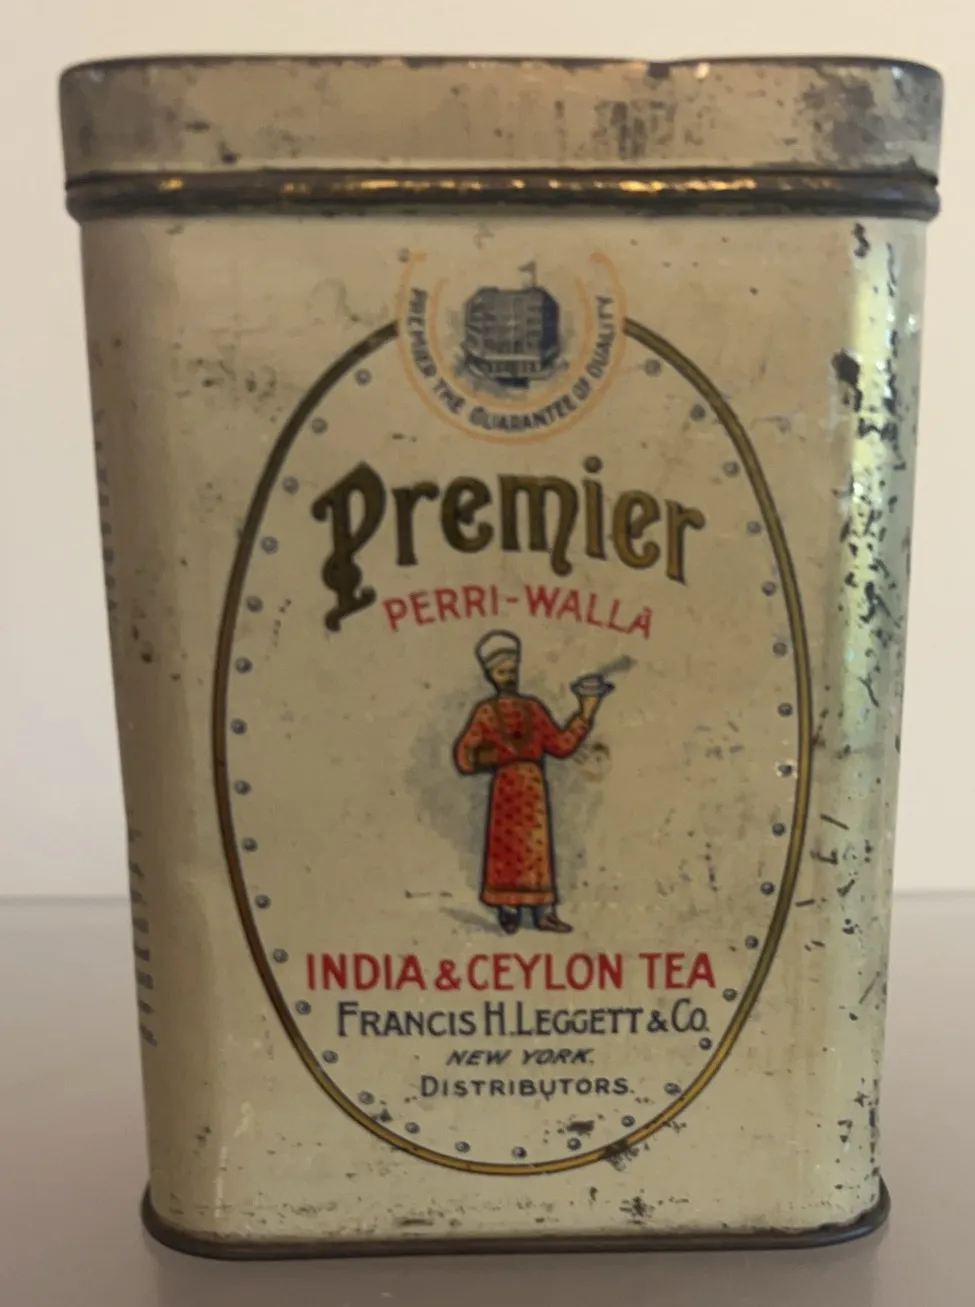 PREMIER THE GUARANTEE OF QUALITY
Premier
PERRI-WALLA
INDIA & CEYLON TEA
FRANCIS H. LEGGETT & CO.
NEW YORK.
DISTRIBUTORS.